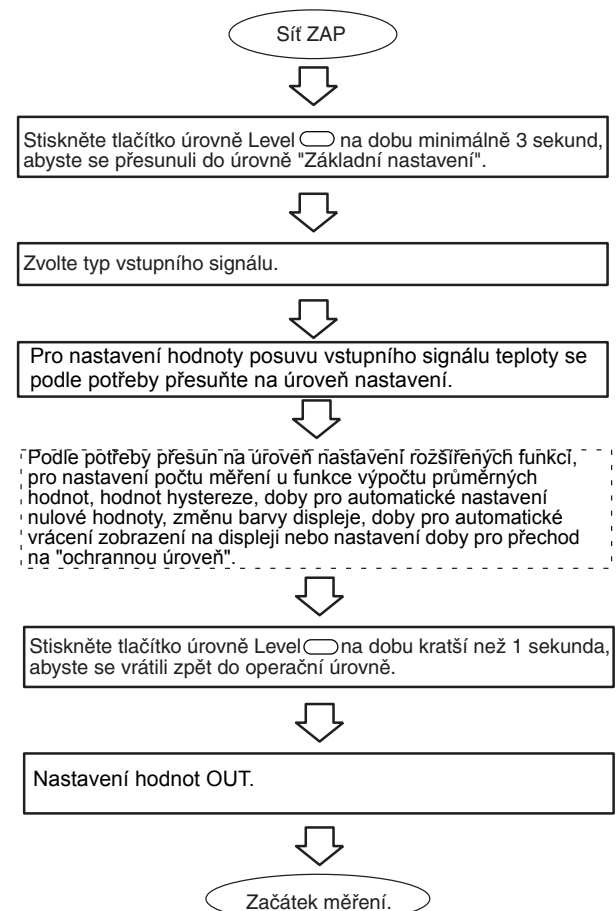 Síť ZAP
Stiskněte tlačítko úrovně Level na dobu minimálně 3 sekund,
abyste se přesunuli do úrovně "Základní nastavení".
Zvolte typ vstupního signálu.
Pro nastavení hodnoty posuvu vstupního signálu teploty se
podle potřeby přesuňte na úroveň nastavení.
Podle potřeby přesun na úroveň nastavení rozšířených funkcí,
pro nastavení počtu měření u funkce výpočtu průměrných
hodnot, hodnot hystereze, doby pro automatické nastavení
nulové hodnoty, změnu barvy displeje, doby pro automatické
vrácení zobrazení na displeji nebo nastavení doby pro přechod
na "ochrannou úroveň".
Stiskněte tlačítko úrovně Level na dobu kratší než 1 sekunda,
abyste se vrátili zpět do operační úrovně.
Nastavení hodnot OUT.
Začátek měření.